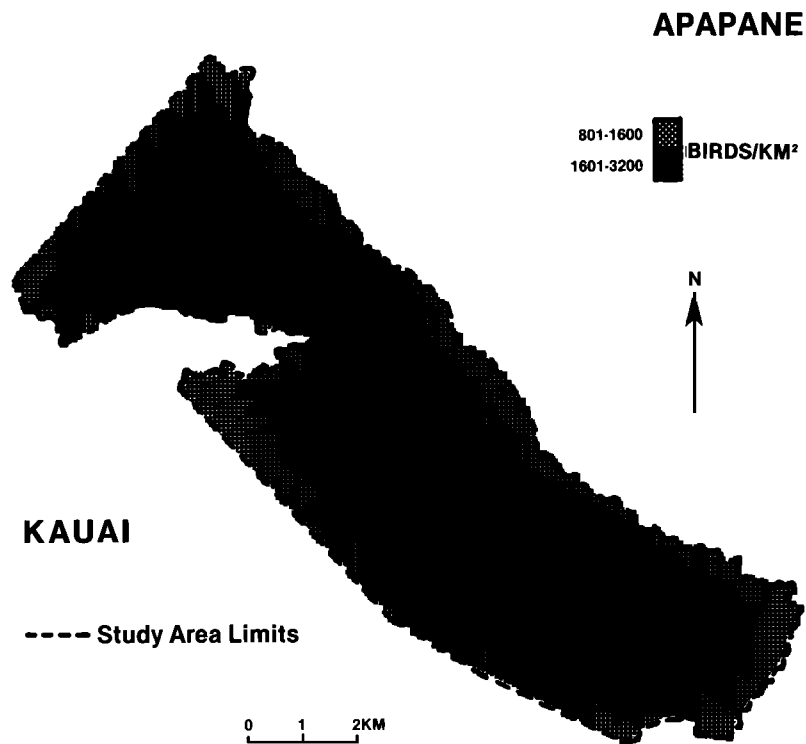 APAPANE
801-1600
BIRDS/KM²
1601-3200
N
KAUAI
Study Area Limits
0 1 2KM